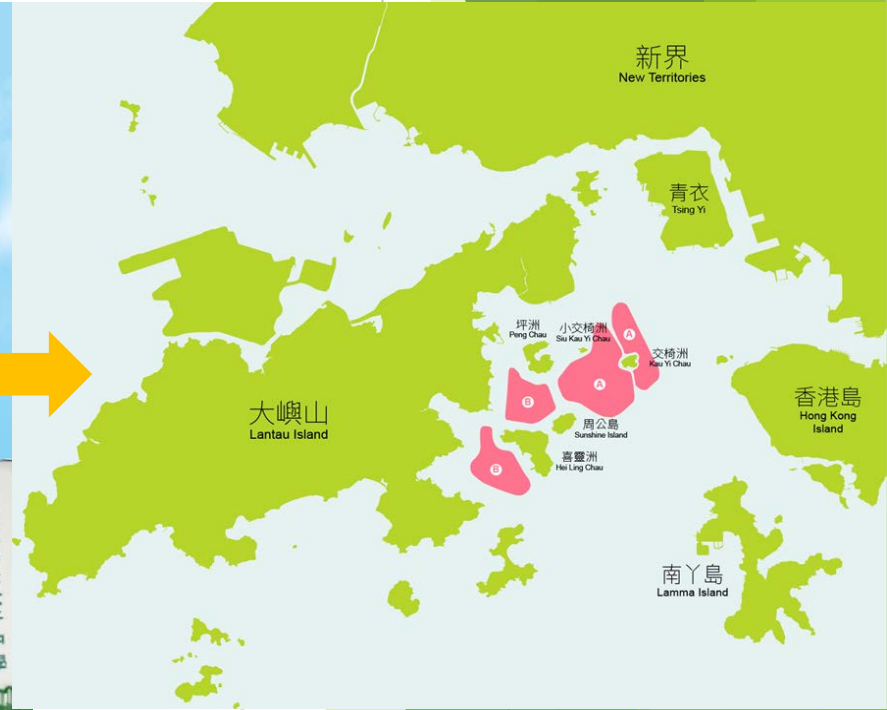 新界
New Territories
青衣
Tsing Yi
坪洲
Peng Chau
小交椅洲
Siu Kau Yi Chau
A
交椅洲
Kau Yi Chau
A
B
大嶼山
Lantau Island
周公島
Sunshine Island
香港島
Hong Kong
Island
喜靈洲
Hei Ling Chau
B
南丫島
Lamma Island